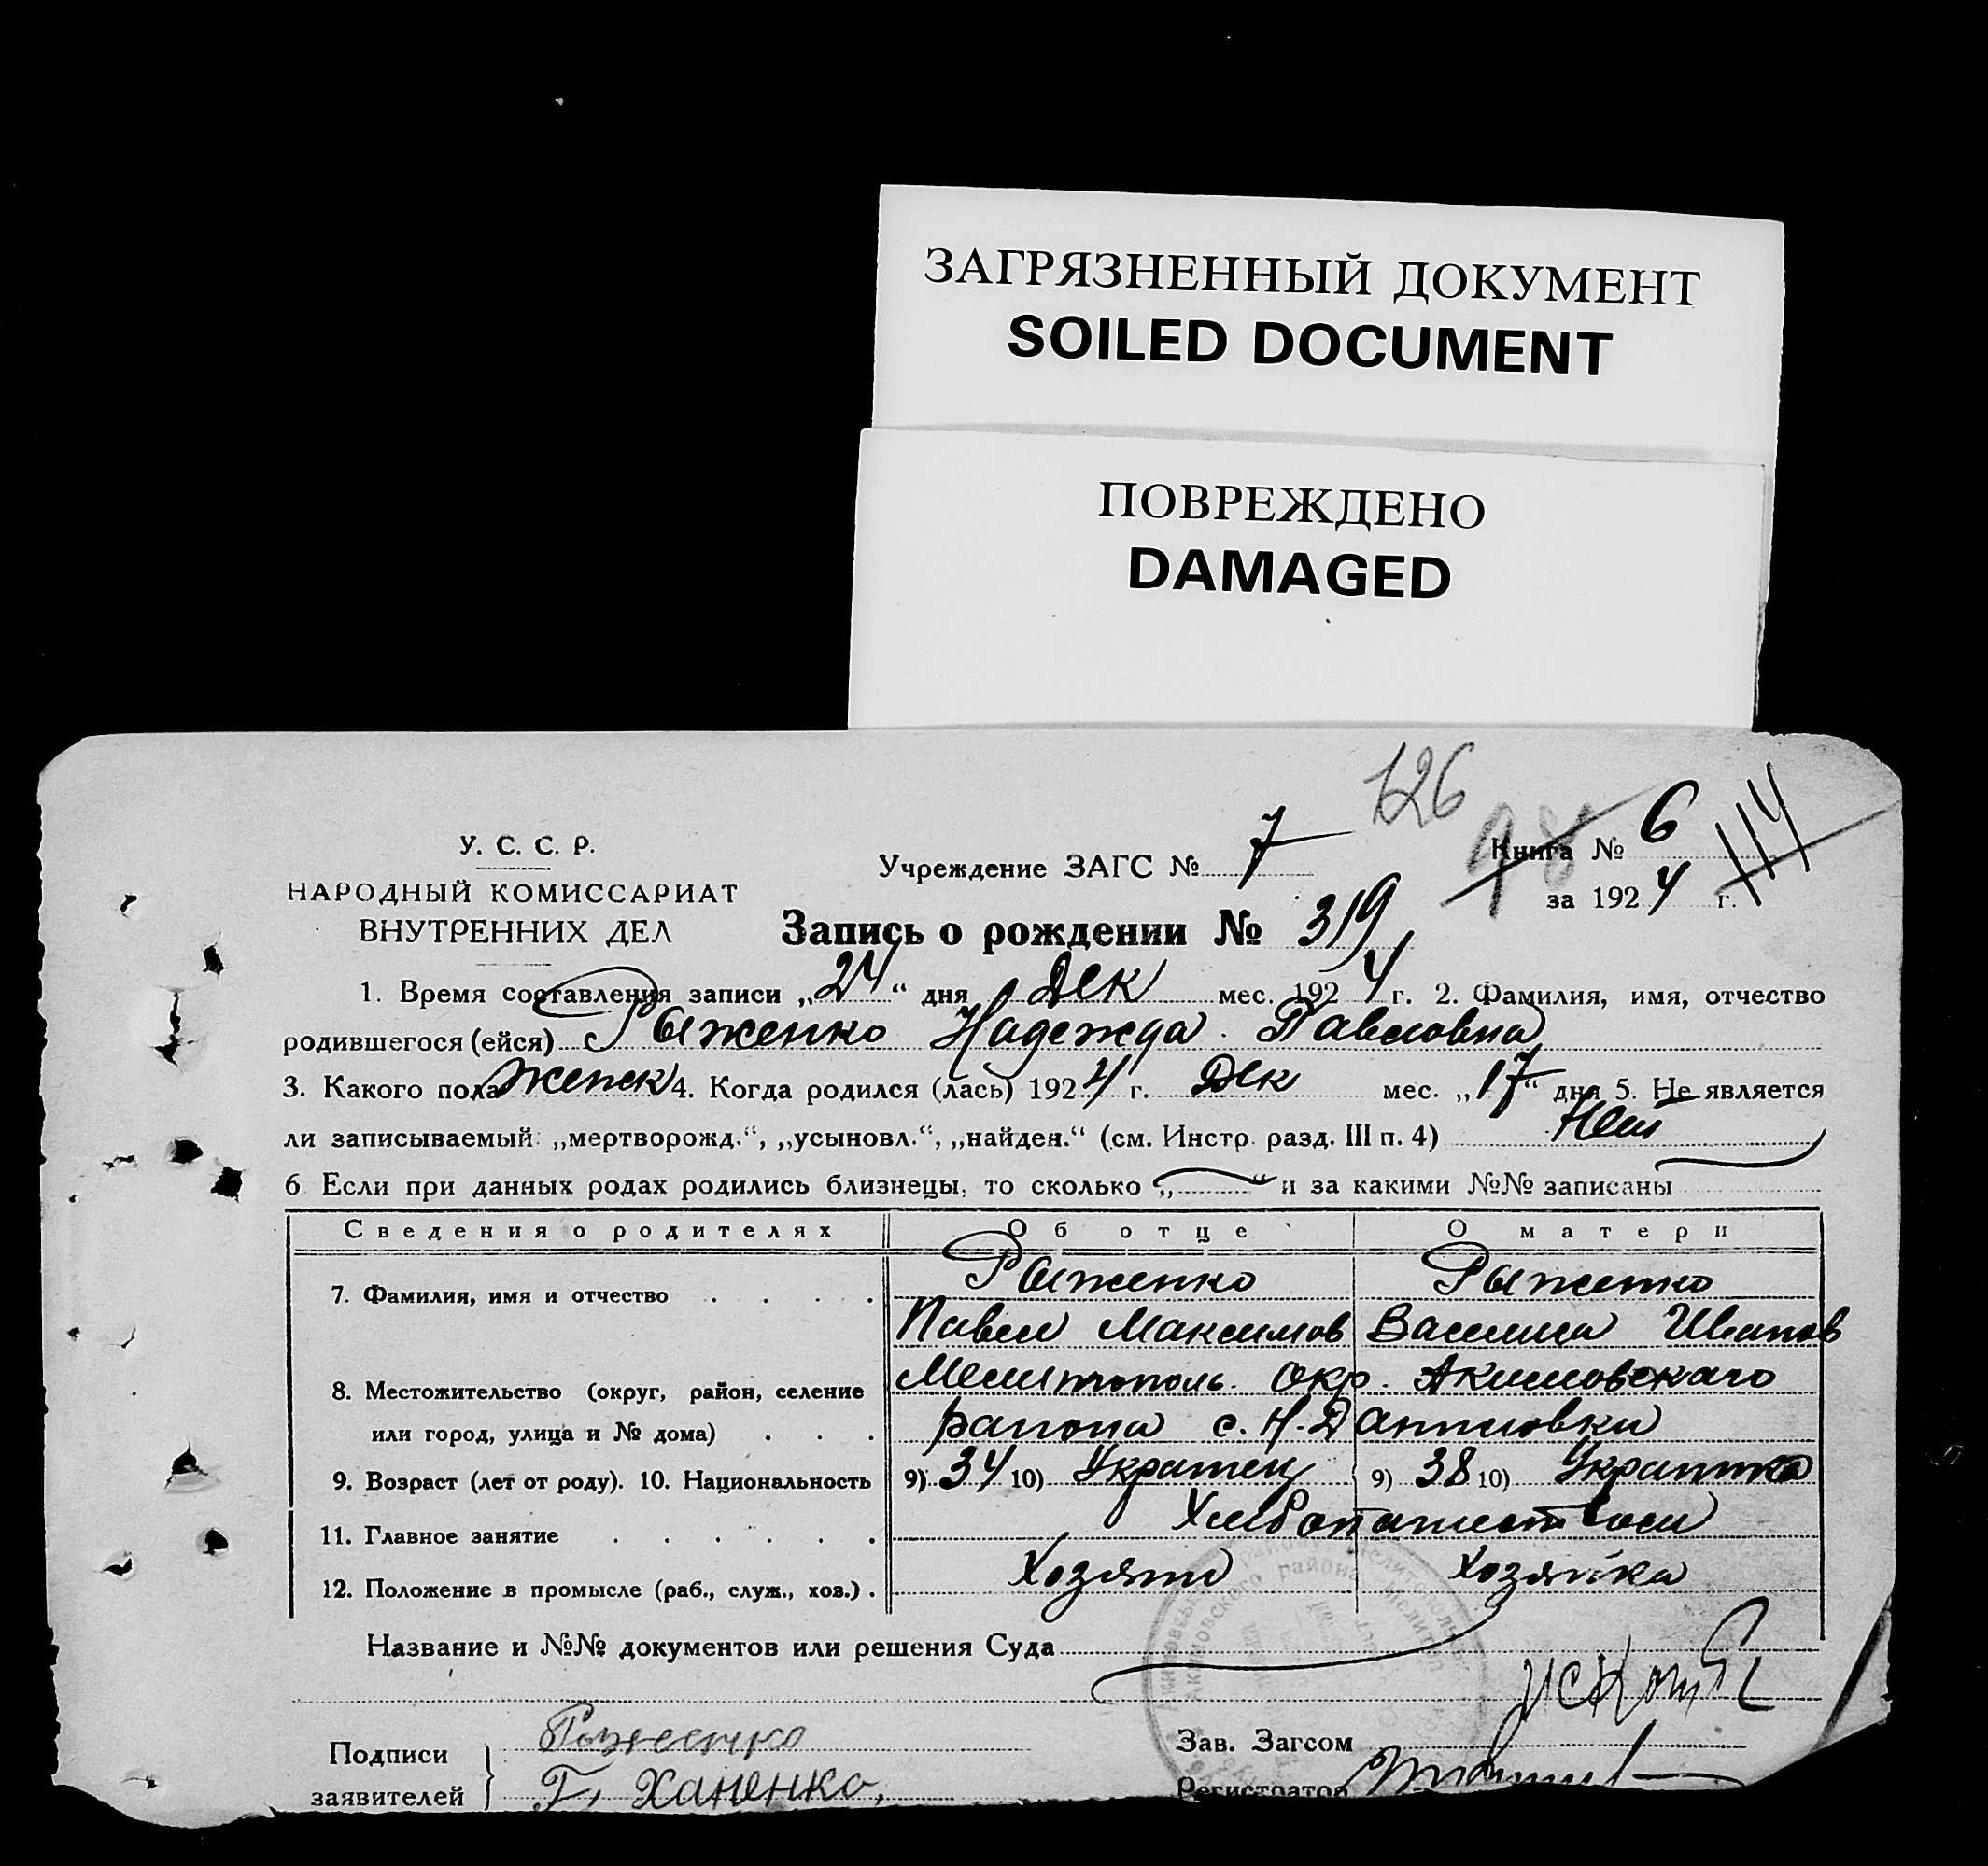 ЗАГРЯЗНЕННЫЙ ДОКУМЕНТ
SOILED DOCUMENT
ПОВРЕЖДЕНО
DAMAGED
126
98
114
У. С. С. Р.
НАРОДНЫЙ КОМИССАРИАТ
ВНУТРЕННИХ ДЕЛ
Учреждение ЗАГС № 7
Книга № 6
за 1924 г.
Запись о рождении № 319
1. Время составления записи „24“ дня Дек мес. 1924 г. 2. Фамилия, имя, отчество
родившегося (ейся) Рыженко Надежда Павловна
3. Какого пола женск 4. Когда родился (лась) 1924 г. Дек мес. „17“ дня 5. Не является
ли записываемый „мертворожд.“, „усыновл.“, „найден.“ (см. Инстр. разд. III п. 4) Нет
6 Если при данных родах родились близнецы, то сколько „ “ и за какими №№ записаны
Сведения о родителях Об отце О матери
7. Фамилия, имя и отчество Рыженко Рыженко
Павел Максимов Василиса Иванов
8. Местожительство (округ, район, селение Мелитополь. Окр. Акимовскаго
или город, улица и № дома) района с. Н-Даниловки
9. Возраст (лет от роду). 10. Национальность 9) 34 10) Украинец 9) 38 10) Украинка
11. Главное занятие Хлебопашеством
12. Положение в промысле (раб., служ., хоз.) Хозяин Хозяйка
Название и №№ документов или решения Суда
Подписи Рыженко Зав. Загсом
заявителей Г. Ханенко, Регистратор